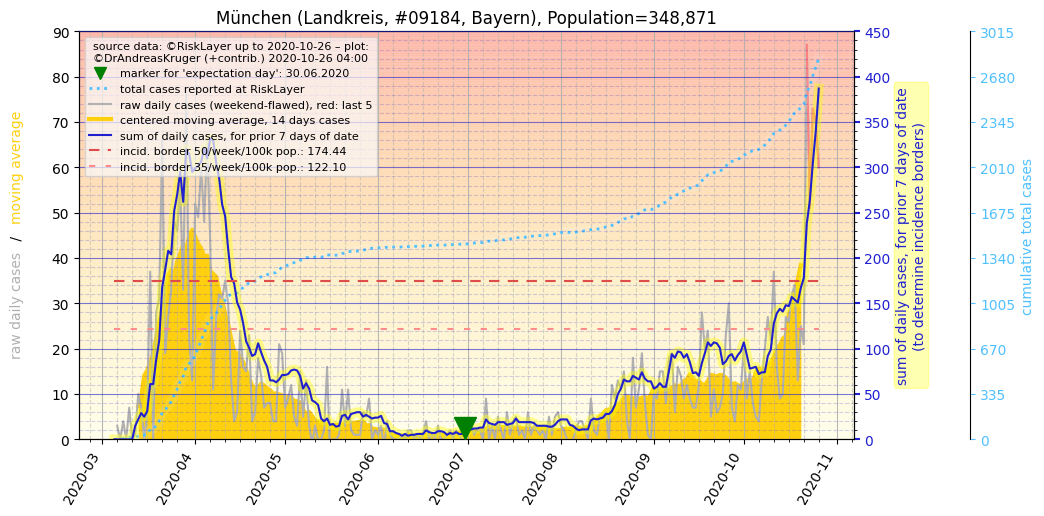 München (Landkreis, #09184, Bayern), Population=348,871
source data: ©RiskLayer up to 2020-10-26 – plot:
©DrAndreasKruger (+contrib.) 2020-10-26 04:00
marker for 'expectation day': 30.06.2020
total cases reported at RiskLayer
raw daily cases (weekend-flawed), red: last 5
centered moving average, 14 days cases
sum of daily cases, for prior 7 days of date
incid. border 50/week/100k pop.: 174.44
incid. border 35/week/100k pop.: 122.10
raw daily cases / moving average
90
80
70
60
50
40
30
20
10
0
450
400
350
300
250
200
150
100
50
0
sum of daily cases, for prior 7 days of date
(to determine incidence borders)
3015
2680
2345
2010
1675
1340
1005
670
335
0
cumulative total cases
2020-03
2020-04
2020-05
2020-06
2020-07
2020-08
2020-09
2020-10
2020-11